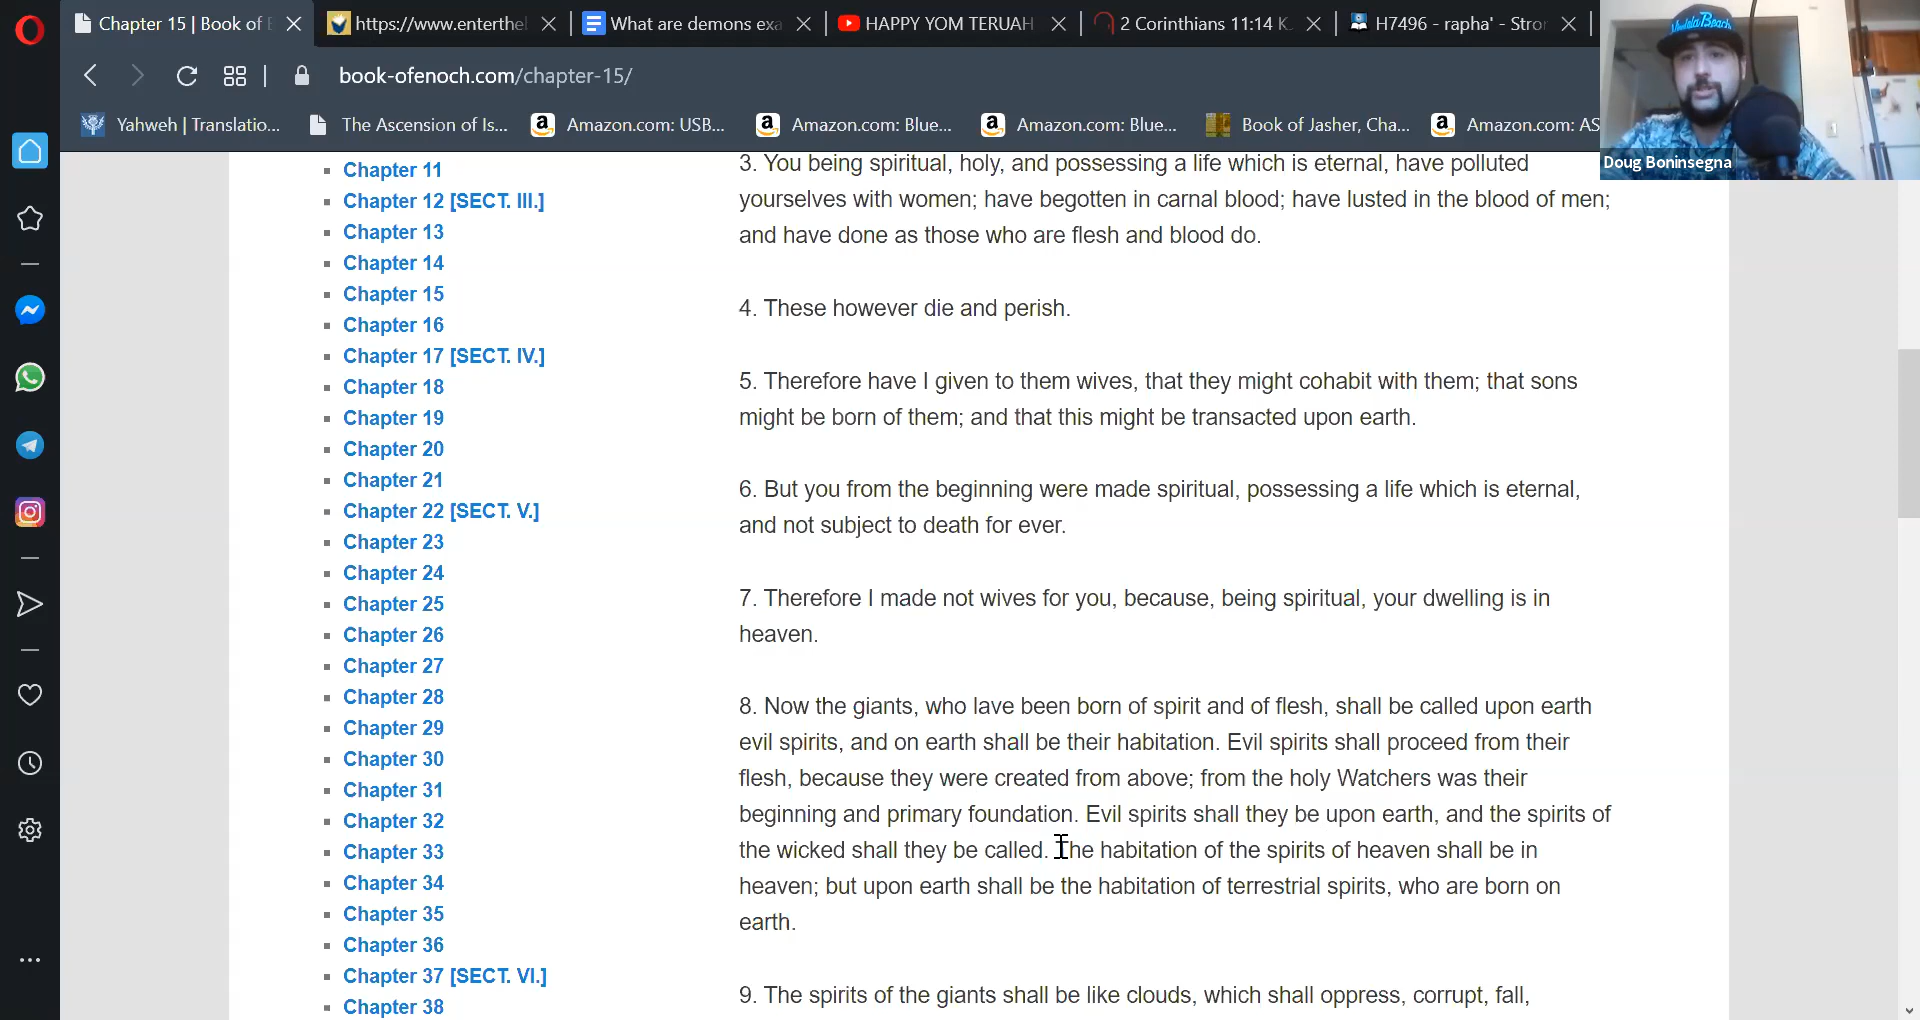 Chapter 15 | Book of E
https://www.enterthel
What are demons exa
HAPPY YOM TERUAH
2 Corinthians 11:14 K
H7496 - rapha' - Stro
book-ofenoch.com/chapter-15/
Yahweh | Translatio...
The Ascension of Is...
Amazon.com: USB...
Amazon.com: Blue...
Amazon.com: Blue...
Book of Jasher, Cha...
Amazon.com: AS
Doug Boninsegna
Chapter 11
Chapter 12 [SECT. III.]
Chapter 13
Chapter 14
Chapter 15
Chapter 16
Chapter 17 [SECT. IV.]
Chapter 18
Chapter 19
Chapter 20
Chapter 21
Chapter 22 [SECT. V.]
Chapter 23
Chapter 24
Chapter 25
Chapter 26
Chapter 27
Chapter 28
Chapter 29
Chapter 30
Chapter 31
Chapter 32
Chapter 33
Chapter 34
Chapter 35
Chapter 36
Chapter 37 [SECT. VI.]
Chapter 38
3. You being spiritual, holy, and possessing a life which is eternal, have polluted
yourselves with women; have begotten in carnal blood; have lusted in the blood of men;
and have done as those who are flesh and blood do.
4. These however die and perish.
5. Therefore have I given to them wives, that they might cohabit with them; that sons
might be born of them; and that this might be transacted upon earth.
6. But you from the beginning were made spiritual, possessing a life which is eternal,
and not subject to death for ever.
7. Therefore I made not wives for you, because, being spiritual, your dwelling is in
heaven.
8. Now the giants, who lave been born of spirit and of flesh, shall be called upon earth
evil spirits, and on earth shall be their habitation. Evil spirits shall proceed from their
flesh, because they were created from above; from the holy Watchers was their
beginning and primary foundation. Evil spirits shall they be upon earth, and the spirits of
the wicked shall they be called. The habitation of the spirits of heaven shall be in
heaven; but upon earth shall be the habitation of terrestrial spirits, who are born on
earth.
9. The spirits of the giants shall be like clouds, which shall oppress, corrupt, fall,